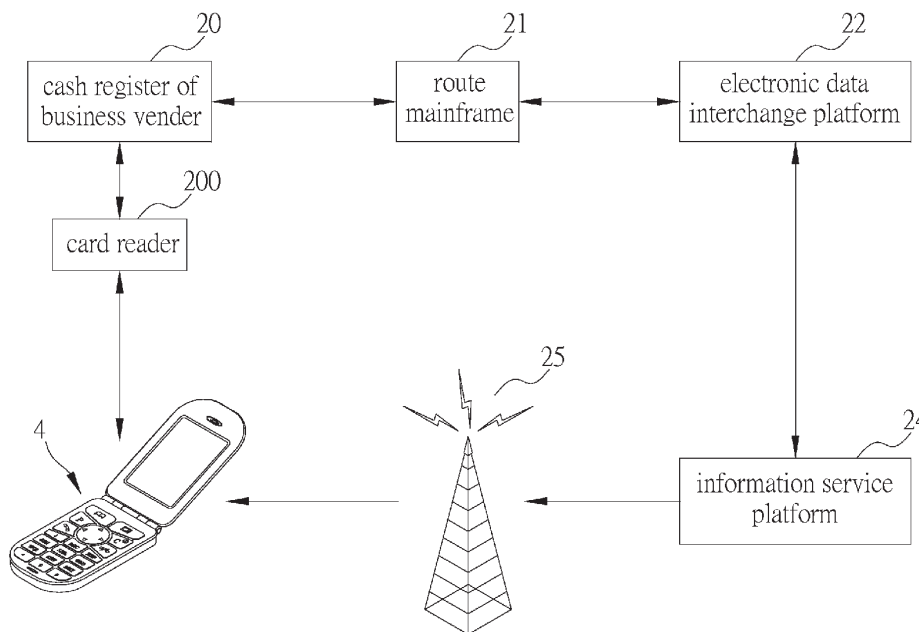 20
21
22
cash register of
business vender
route
mainframe
electronic data
interchange platform
200
card reader
25
4
24
information service
platform